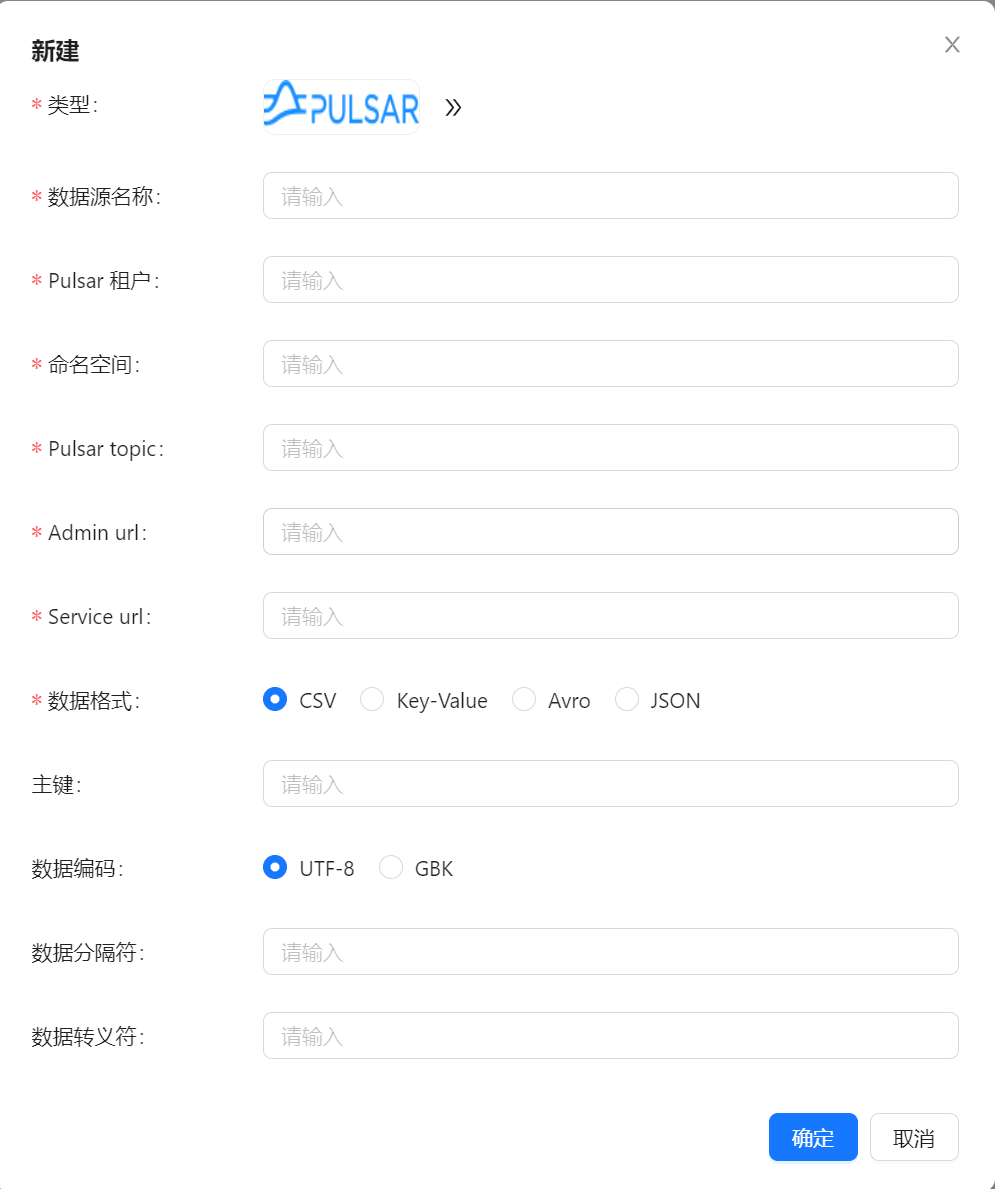 新建
* 类型: PULSAR
* 数据源名称: 请输入
* Pulsar 租户: 请输入
* 命名空间: 请输入
* Pulsar topic: 请输入
* Admin url: 请输入
* Service url: 请输入
* 数据格式: CSV Key-Value Avro JSON
主键: 请输入
数据编码: UTF-8 GBK
数据分隔符: 请输入
数据转义符: 请输入
确定 取消